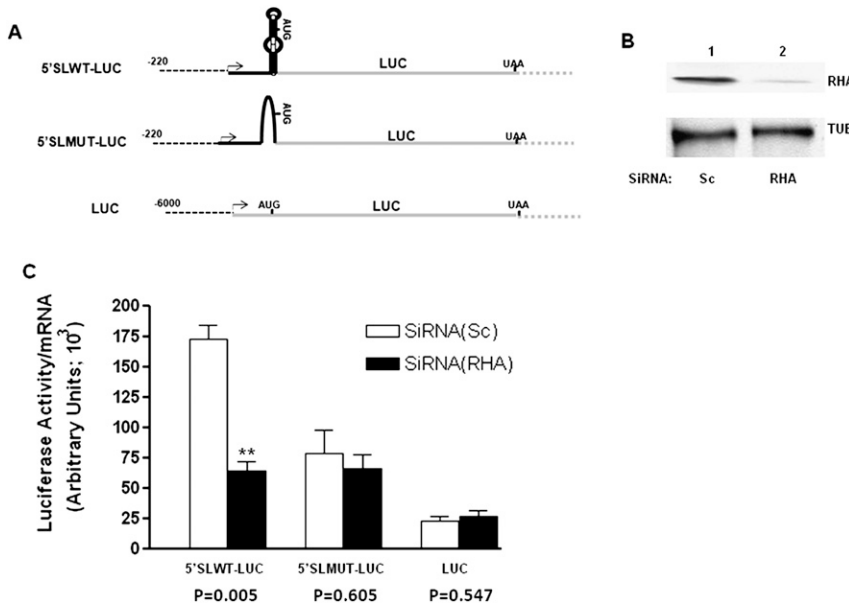 A
-220
AUG
5'SLWT-LUC
LUC
UAA
-220
AUG
5'SLMUT-LUC
LUC
UAA
-6000
AUG
LUC
LUC
UAA
B
1 2
RHA
TUB
SiRNA: Sc RHA
C
Luciferase Activity/mRNA
(Arbitrary Units; 10³)
200
175
150
125
100
75
50
25
0
SiRNA(Sc)
SiRNA(RHA)
**
5'SLWT-LUC 5'SLMUT-LUC LUC
P=0.005 P=0.605 P=0.547